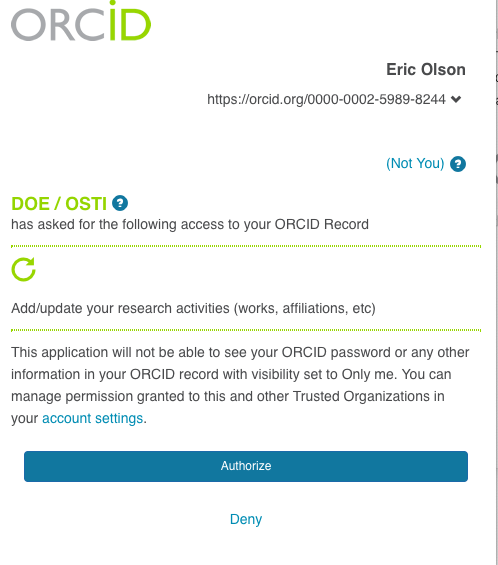 ORCID
Eric Olson
https://orcid.org/0000-0002-5989-8244
(Not You) ?
DOE / OSTI ?
has asked for the following access to your ORCID Record
Add/update your research activities (works, affiliations, etc)
This application will not be able to see your ORCID password or any other
information in your ORCID record with visibility set to Only me. You can
manage permission granted to this and other Trusted Organizations in
your account settings.
Authorize
Deny